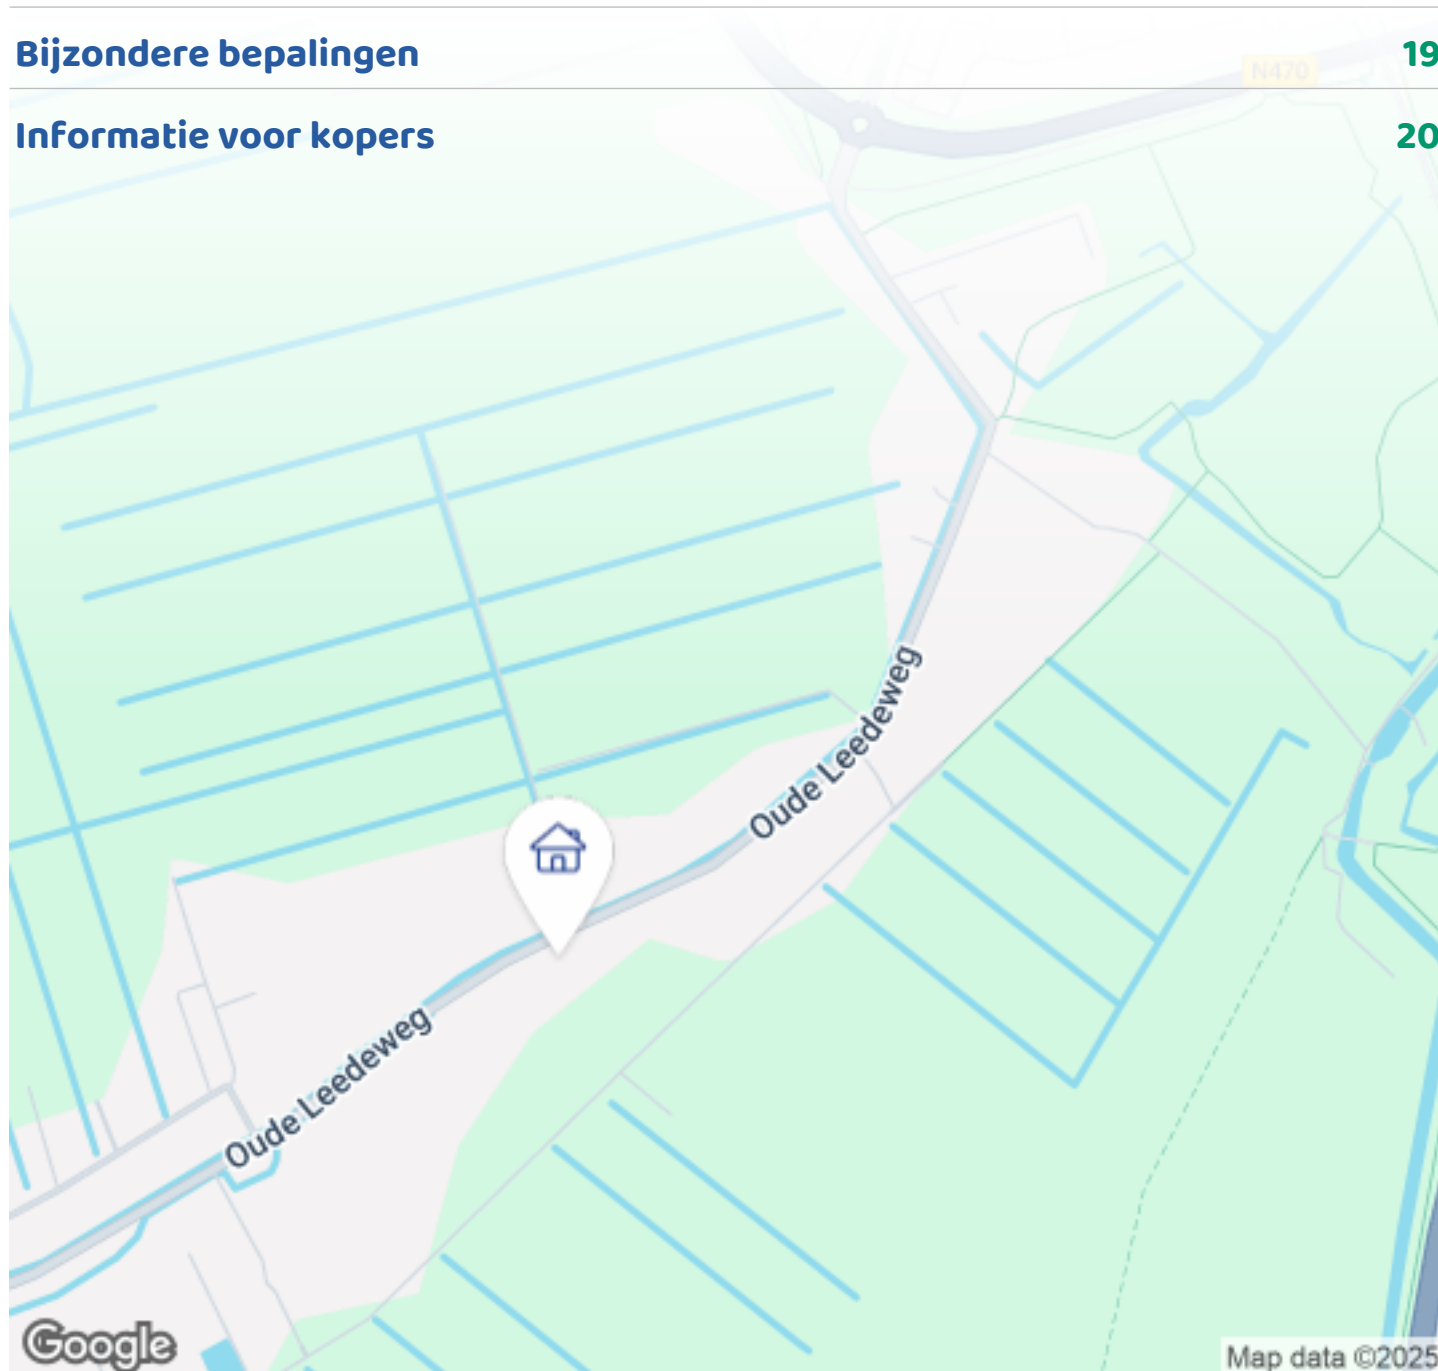 Bijzondere bepalingen 19
N470
Informatie voor kopers 20
Oude Leedeweg
Oude Leedeweg
Google
Map data ©2025